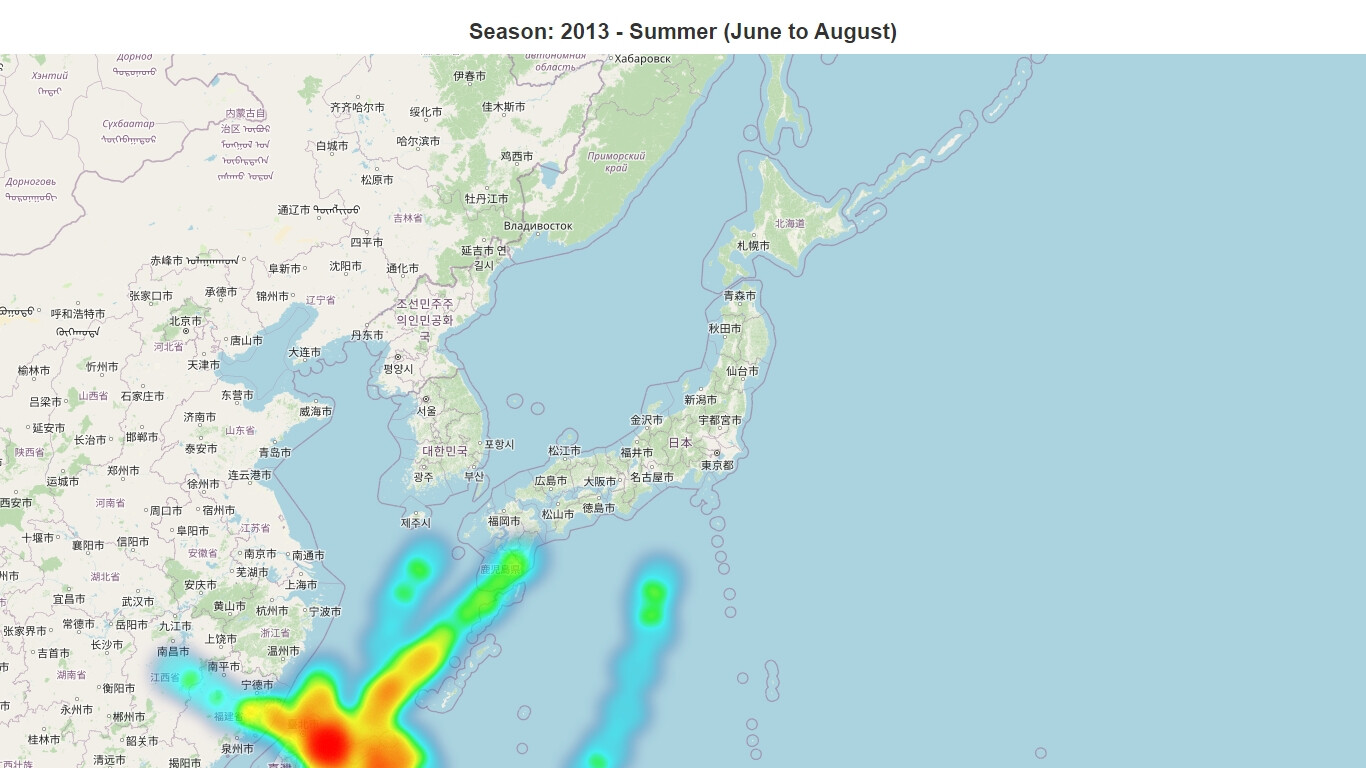 Season: 2013 - Summer (June to August)
Дорнод
Хэнтий
автономная
область
Хабаровск
伊春市
内蒙古自
治区
齐齐哈尔市
绥化市
佳木斯市
Сүхбаатар
白城市
哈尔滨市
鸡西市
Приморский
край
Дорноговь
松原市
牡丹江市
通辽市
吉林省
Владивосток
北海道
四平市
延吉市 연
길시
札幌市
赤峰市
阜新市
沈阳市
通化市
张家口市
承德市
锦州市
辽宁省
조선민주주
의인민공화
국
青森市
呼和浩特市
北京市
丹东市
秋田市
河北省
唐山市
大连市
天津市
평양시
仙台市
榆林市
忻州市
吕梁市
山西省
石家庄市
东营市
威海市
서울
新潟市
延安市
长治市
邯郸市
济南市
山东省
金沢市
宇都宮市
陕西省
泰安市
青岛市
대한민국
포항시
松江市
福井市
日本
东京都
运城市
郑州市
徐州市
连云港市
광주
부산
広島市
大阪市
名古屋市
西安市
河南省
周口市
宿州市
제주시
福岡市
松山市
徳島市
十堰市
襄阳市
信阳市
阜阳市
江苏省
安徽省
南京市
南通市
鹿児島県
州市
湖北省
安庆市
芜湖市
上海市
宜昌市
武汉市
黄山市
杭州市
宁波市
张家界市
常德市
岳阳市
九江市
上饶市
浙江省
吉首市
长沙市
南昌市
温州市
湖南省
江西省
南平市
衡阳市
宁德市
永州市
郴州市
福建省
臺北市
桂林市
韶关市
泉州市
江西壮族
清远市
揭阳市
臺灣